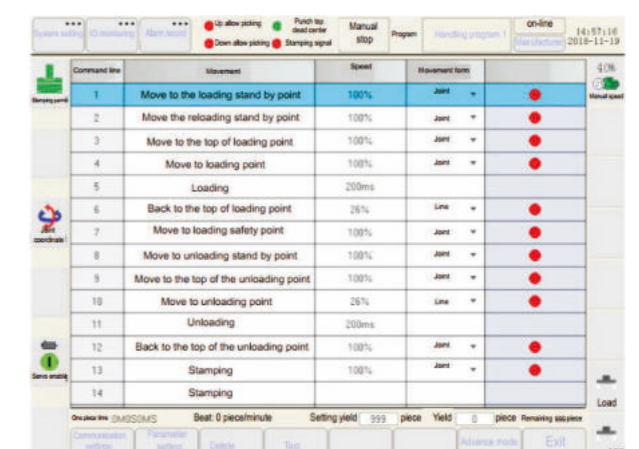 System setting IO monitoring Alarm record Up allow picking Punch top dead center Manual stop Program Handling program 1 on-line 14:57:16
Down allow picking Stamping signal Manufacturer 2018-11-19
Command line Movement Speed Movement form 40%
Manual speed
1 Move to the loading stand by point 100% Joint
2 Move the reloading stand by point 100% Joint
3 Move to the top of loading point 100% Joint
4 Move to loading point 100% Joint
5 Loading 200ms
6 Back to the top of loading point 26% Line
7 Move to loading safety point 100% Joint
Joint coordinate
8 Move to unloading stand by point 100% Joint
9 Move to the top of the unloading point 100% Joint
10 Move to unloading point 26% Line
11 Unloading 200ms
12 Back to the top of the unloading point 100% Joint
13 Stamping 100% Joint
Servo enable
14 Stamping
Load
One piece time 0M0S0MS Beat: 0 piece/minute Setting yield 999 piece Yield 0 piece Remaining
Communication settings Parameter setting Delete Advance mode Exit